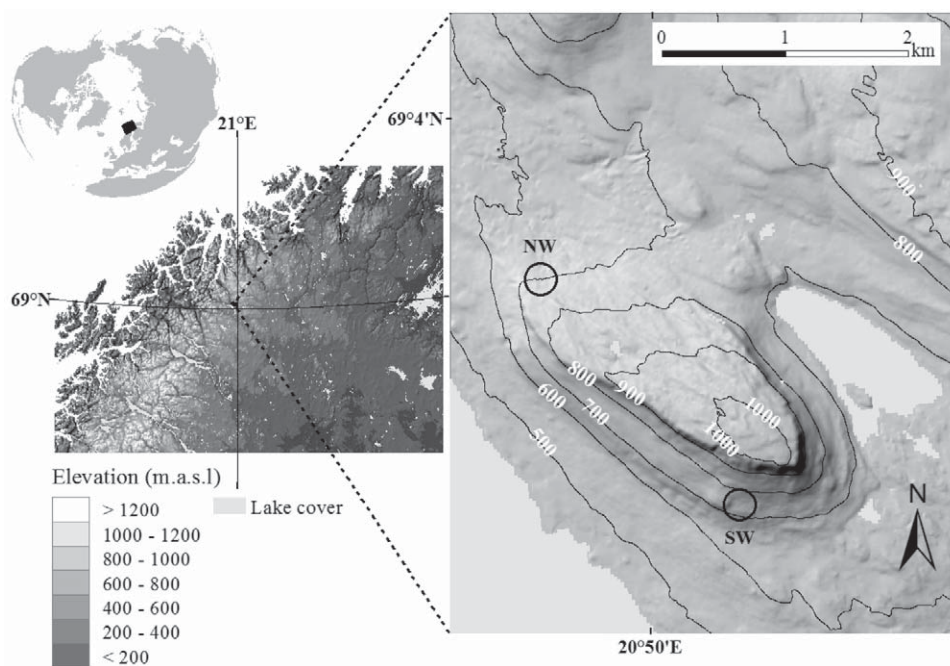 21°E
69°N
Elevation (m.a.s.l)
> 1200
1000 - 1200
800 - 1000
600 - 800
400 - 600
200 - 400
< 200
Lake cover
0 1 2
km
69°4'N
900
800
NW
800
900
1000
1000
700
600
500
SW
N
20°50'E